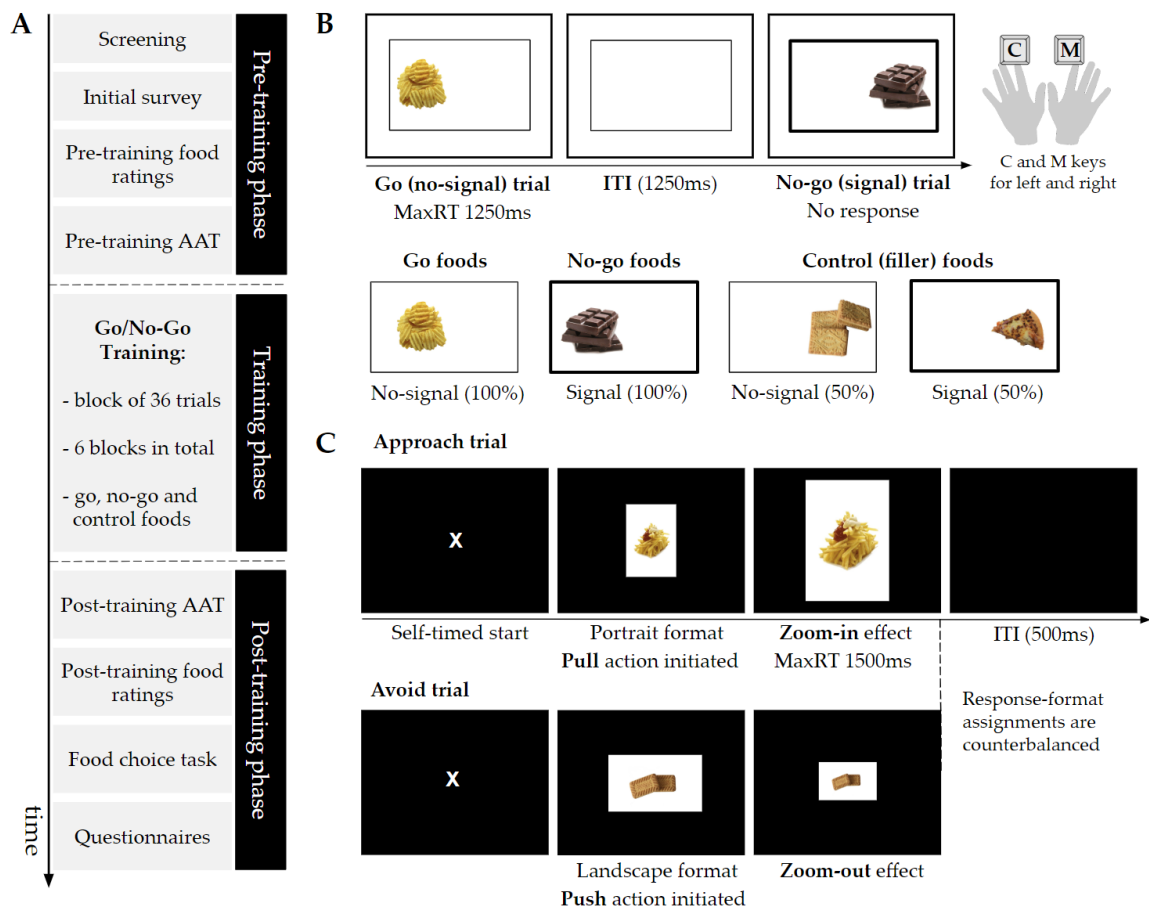 A
Screening
Initial survey
Pre-training food
ratings
Pre-training AAT
Pre-training phase
Go/No-Go
Training:
- block of 36 trials
- 6 blocks in total
- go, no-go and
control foods
Training phase
Post-training AAT
Post-training food
ratings
Food choice task
Questionnaires
Post-training phase
time
B
Go (no-signal) trial
MaxRT 1250ms
ITI (1250ms)
No-go (signal) trial
No response
C M
C and M keys
for left and right
Go foods
No-go foods
Control (filler) foods
No-signal (100%)
Signal (100%)
No-signal (50%)
Signal (50%)
C
Approach trial
X
Self-timed start
Portrait format
Pull action initiated
Zoom-in effect
MaxRT 1500ms
ITI (500ms)
Avoid trial
X
Landscape format
Push action initiated
Zoom-out effect
Response-format
assignments are
counterbalanced